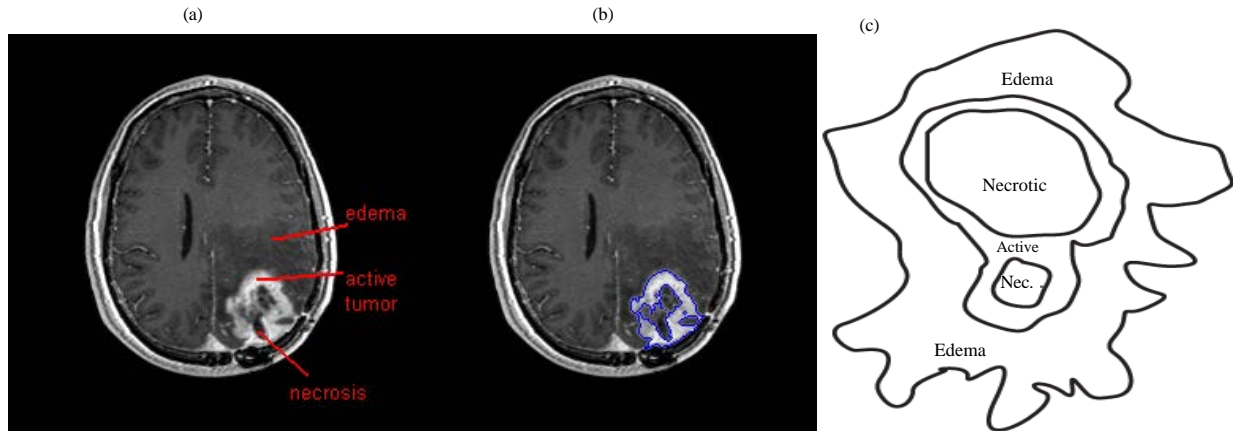 (a)
(b)
(c)
edema
active
tumor
necrosis
Edema
Necrotic
Active
Nec. .
Edema